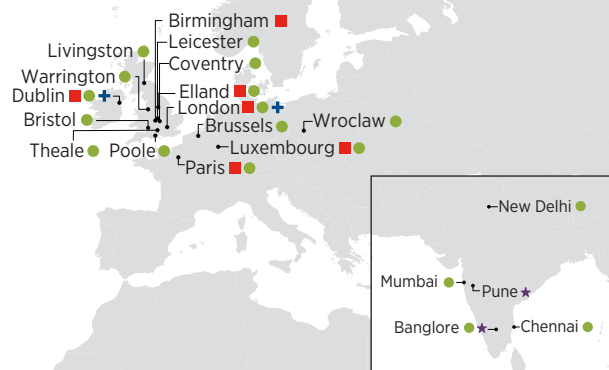 Birmingham
Livingston
Leicester
Coventry
Warrington
Elland
Dublin
London
Bristol
Brussels
Wroclaw
Theale
Poole
Luxembourg
Paris
New Delhi
Mumbai
Pune
Banglore
Chennai